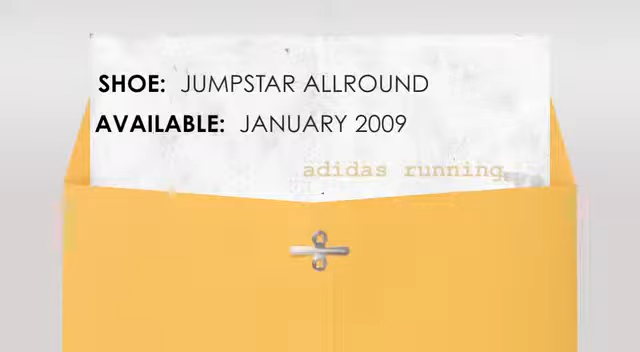 SHOE: JUMPSTAR ALLROUND
AVAILABLE: JANUARY 2009
adidas running